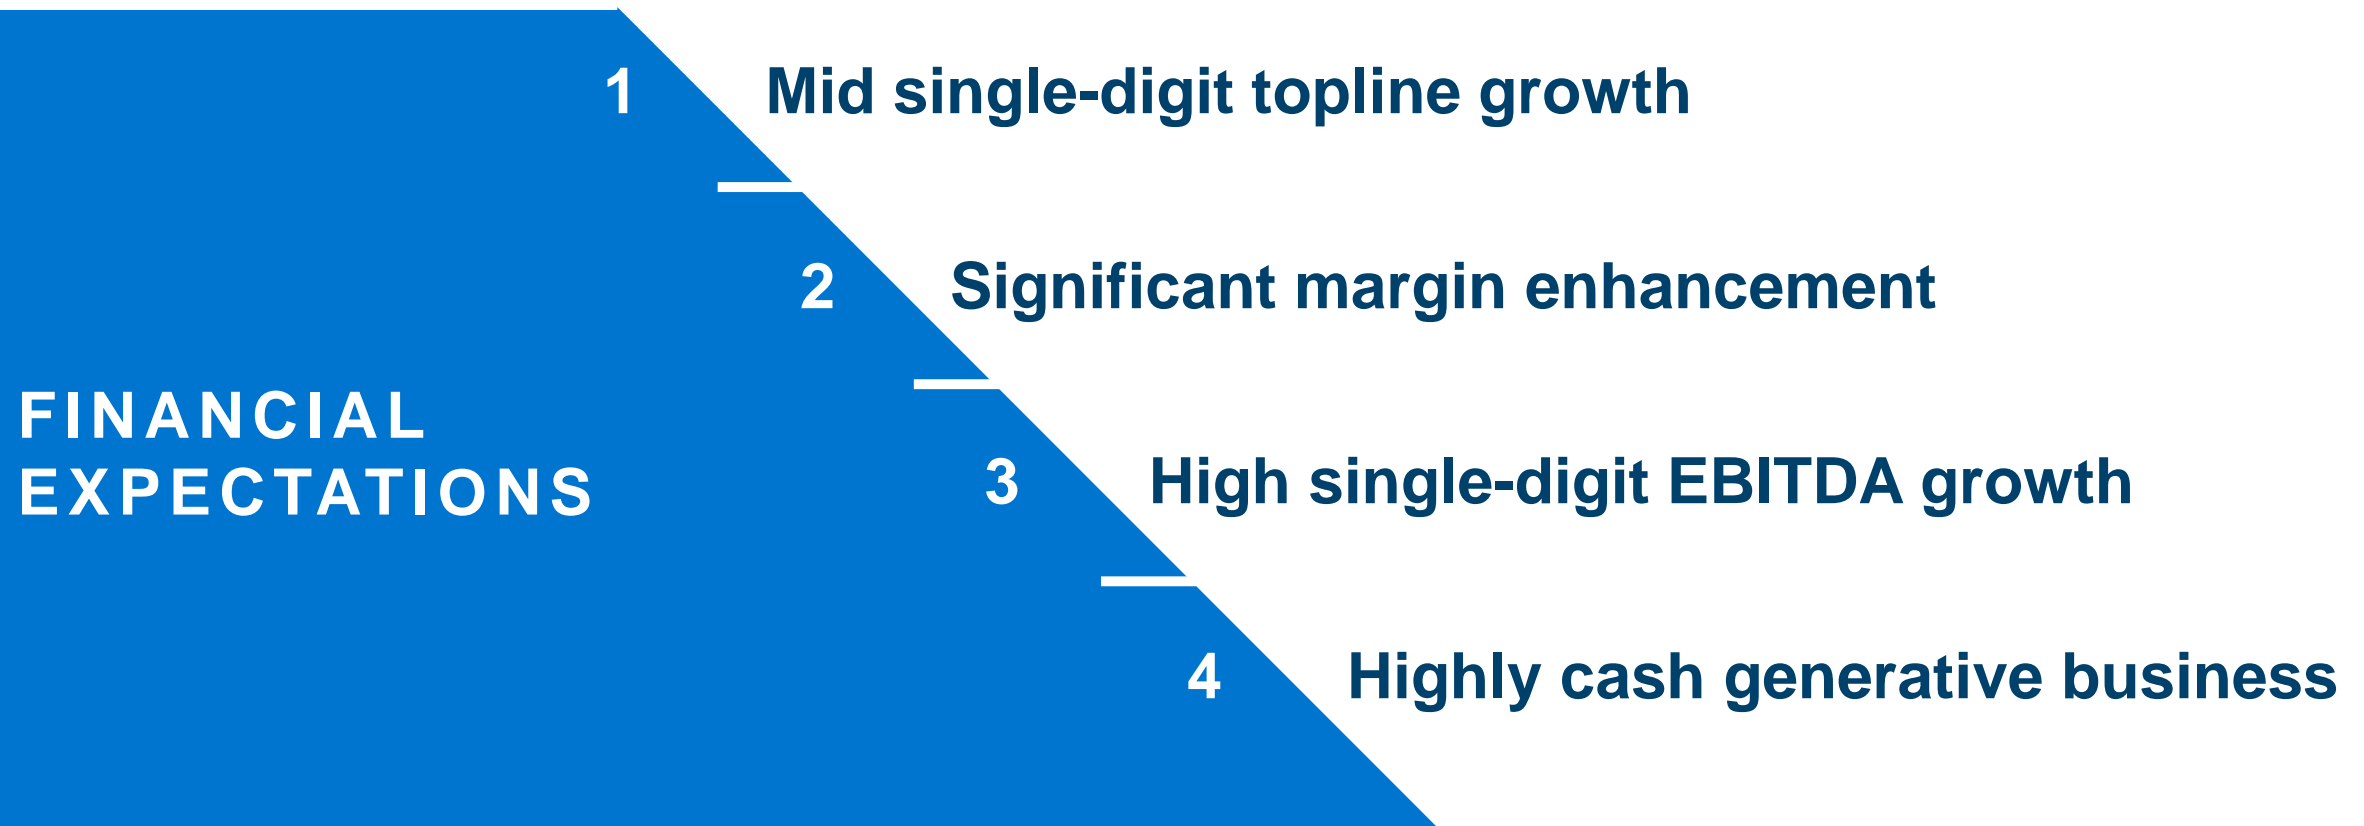 1 Mid single-digit topline growth
2 Significant margin enhancement
FINANCIAL
EXPECTATIONS
3 High single-digit EBITDA growth
4 Highly cash generative business